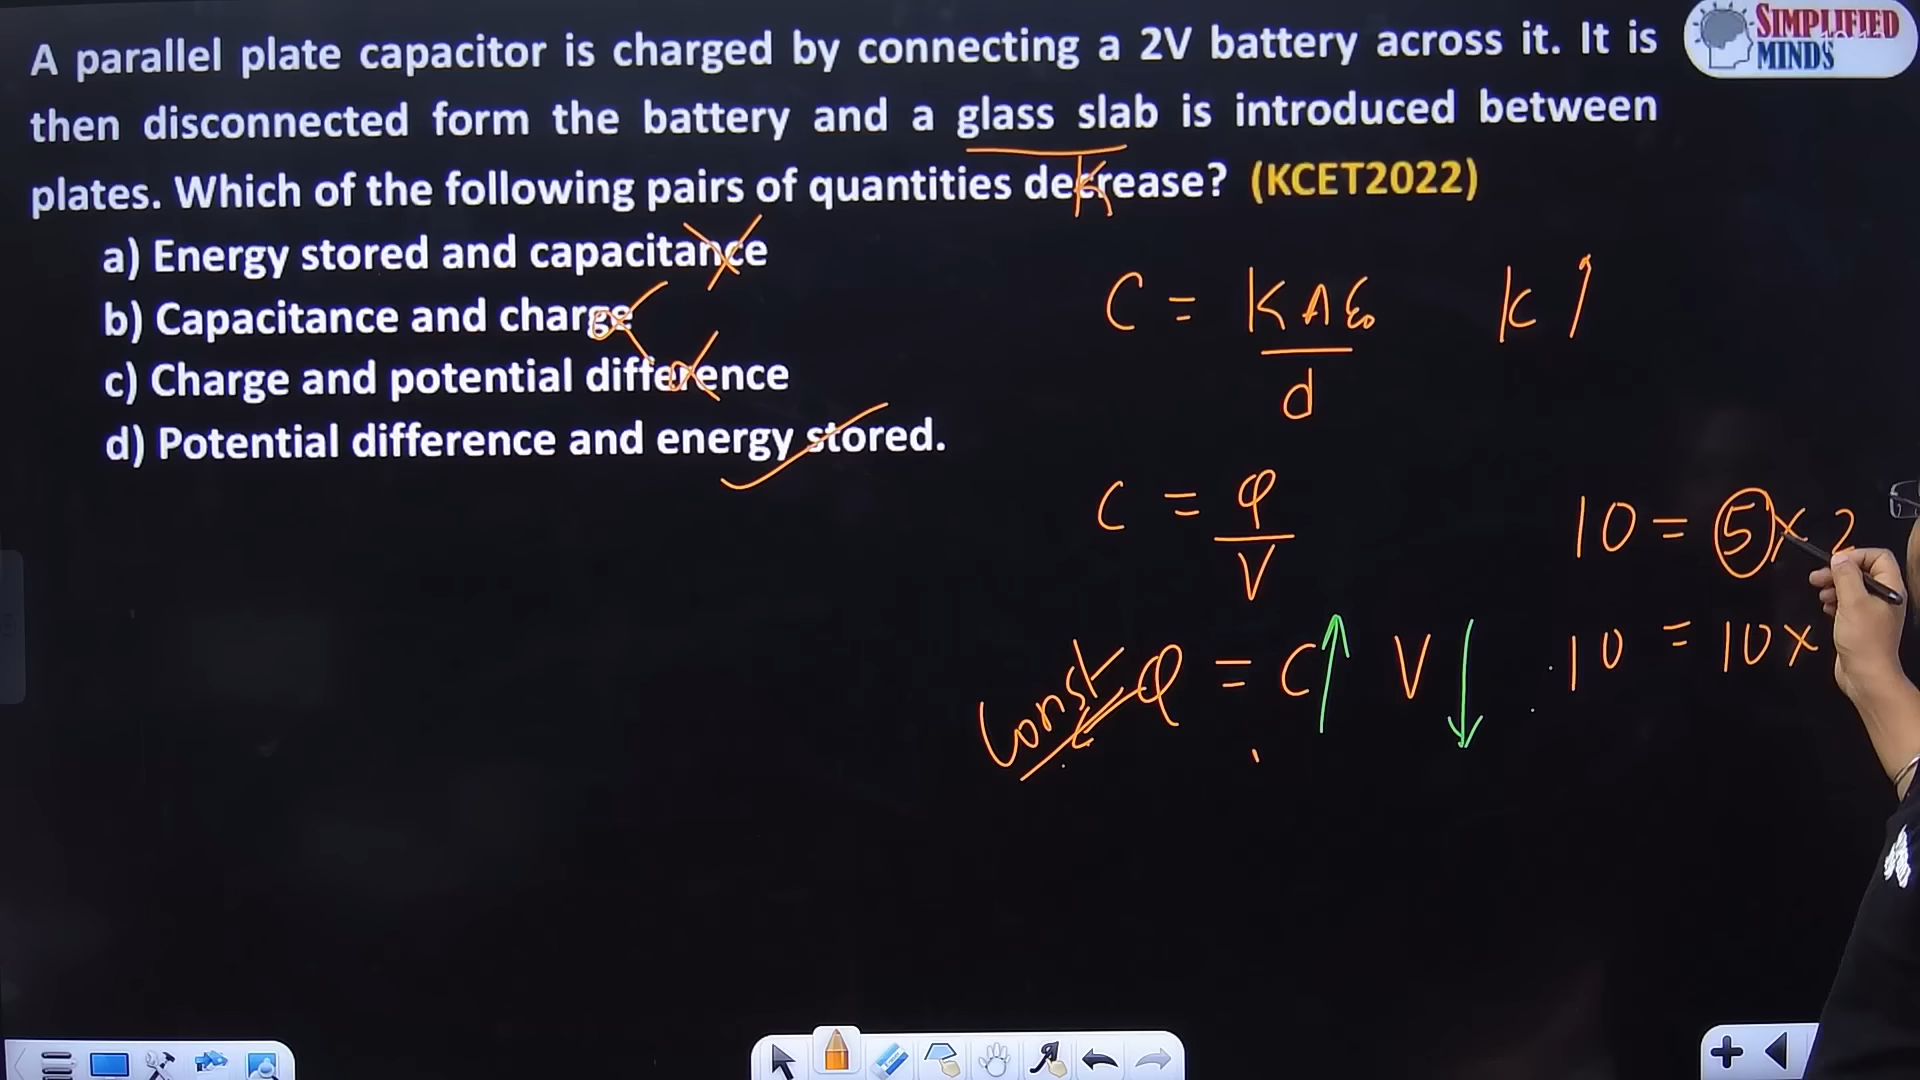 A parallel plate capacitor is charged by connecting a 2V battery across it. It is
then disconnected form the battery and a glass slab is introduced between
plates. Which of the following pairs of quantities decrease? (KCET2022)
K
a) Energy stored and capacitance
b) Capacitance and charge
c) Charge and potential difference
d) Potential difference and energy stored.
SIMPLIFIED
MINDS
C = KAε₀ K↑
d
C = φ
V
Const φ = C↑ V↓
10 = 5 × 2
10 = 10 ×